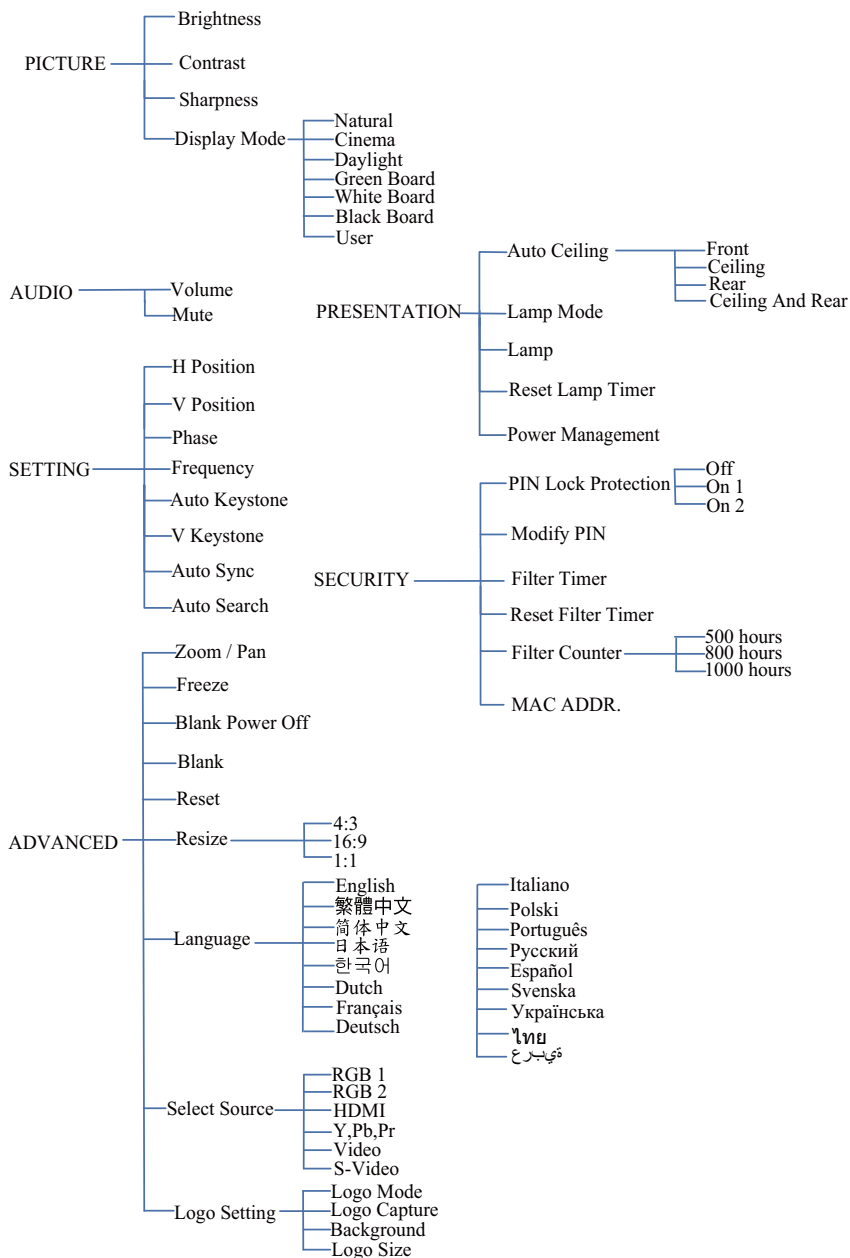 PICTURE
Brightness
Contrast
Sharpness
Display Mode
Natural
Cinema
Daylight
Green Board
White Board
Black Board
User
AUDIO
Volume
Mute
SETTING
H Position
V Position
Phase
Frequency
Auto Keystone
V Keystone
Auto Sync
Auto Search
ADVANCED
Zoom / Pan
Freeze
Blank Power Off
Blank
Reset
Resize
4:3
16:9
1:1
Language
English
繁體中文
简体中文
日本语
한국어
Dutch
Français
Deutsch
Italiano
Polski
Português
Русский
Español
Svenska
Українська
ไทย
ةيبرع
Select Source
RGB 1
RGB 2
HDMI
Y,Pb,Pr
Video
S-Video
Logo Setting
Logo Mode
Logo Capture
Background
Logo Size
PRESENTATION
Auto Ceiling
Front
Ceiling
Rear
Ceiling And Rear
Lamp Mode
Lamp
Reset Lamp Timer
Power Management
SECURITY
PIN Lock Protection
Off
On 1
On 2
Modify PIN
Filter Timer
Reset Filter Timer
Filter Counter
500 hours
800 hours
1000 hours
MAC ADDR.